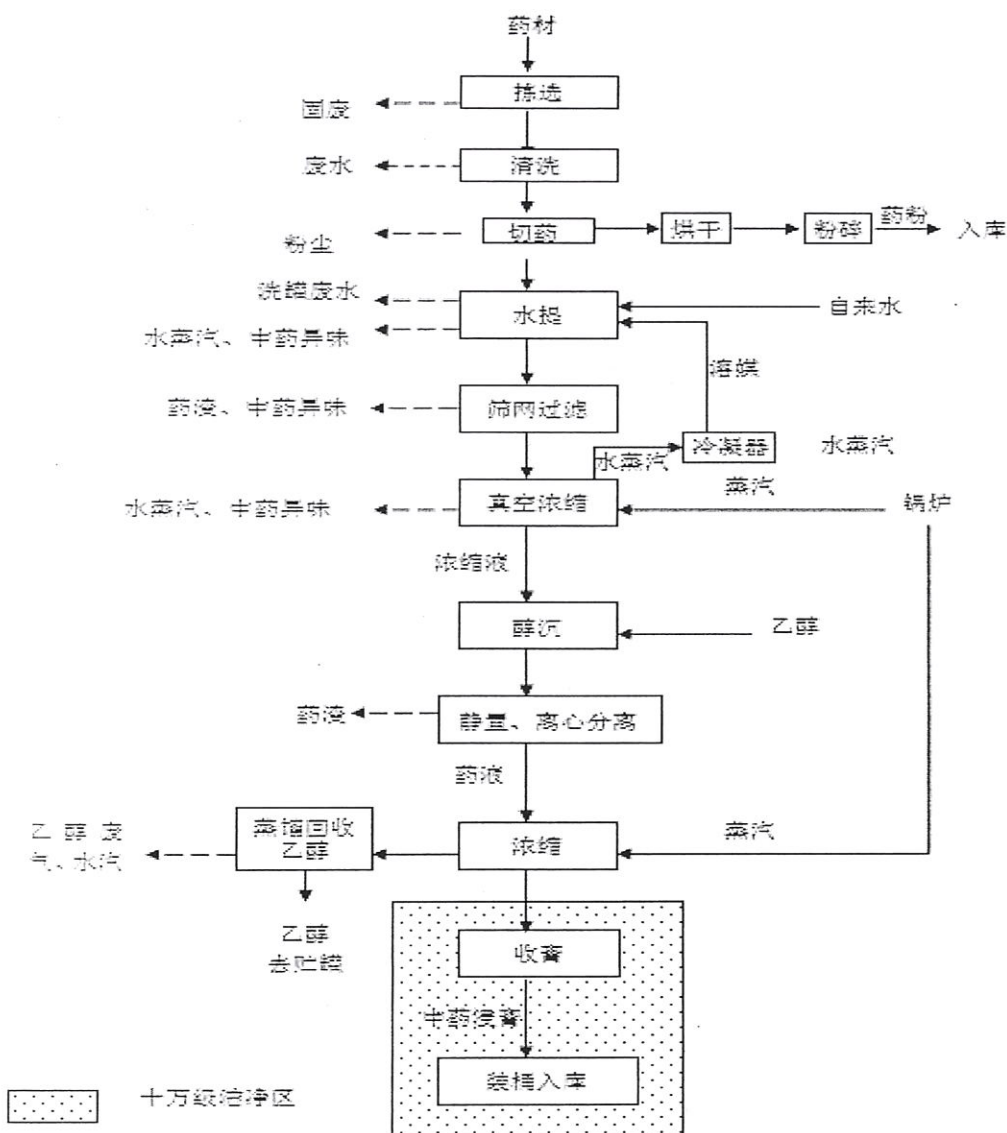 药材
拣选
固废
清洗
废水
切药
烘干
粉碎
药粉
入库
粉尘
洗罐废水
水提
自来水
水蒸汽、中药异味
溶媒
药渣、中药异味
筛网过滤
水蒸汽
冷凝器
水蒸汽
蒸汽
水蒸汽、中药异味
真空浓缩
锅炉
浓缩液
醇沉
乙醇
药渣
静量、离心分离
药液
乙 醇 废
气、水汽
蒸馏回收
乙醇
浓缩
蒸汽
乙醇
去贮罐
收膏
中药浸膏
装桶入库
十万级洁净区